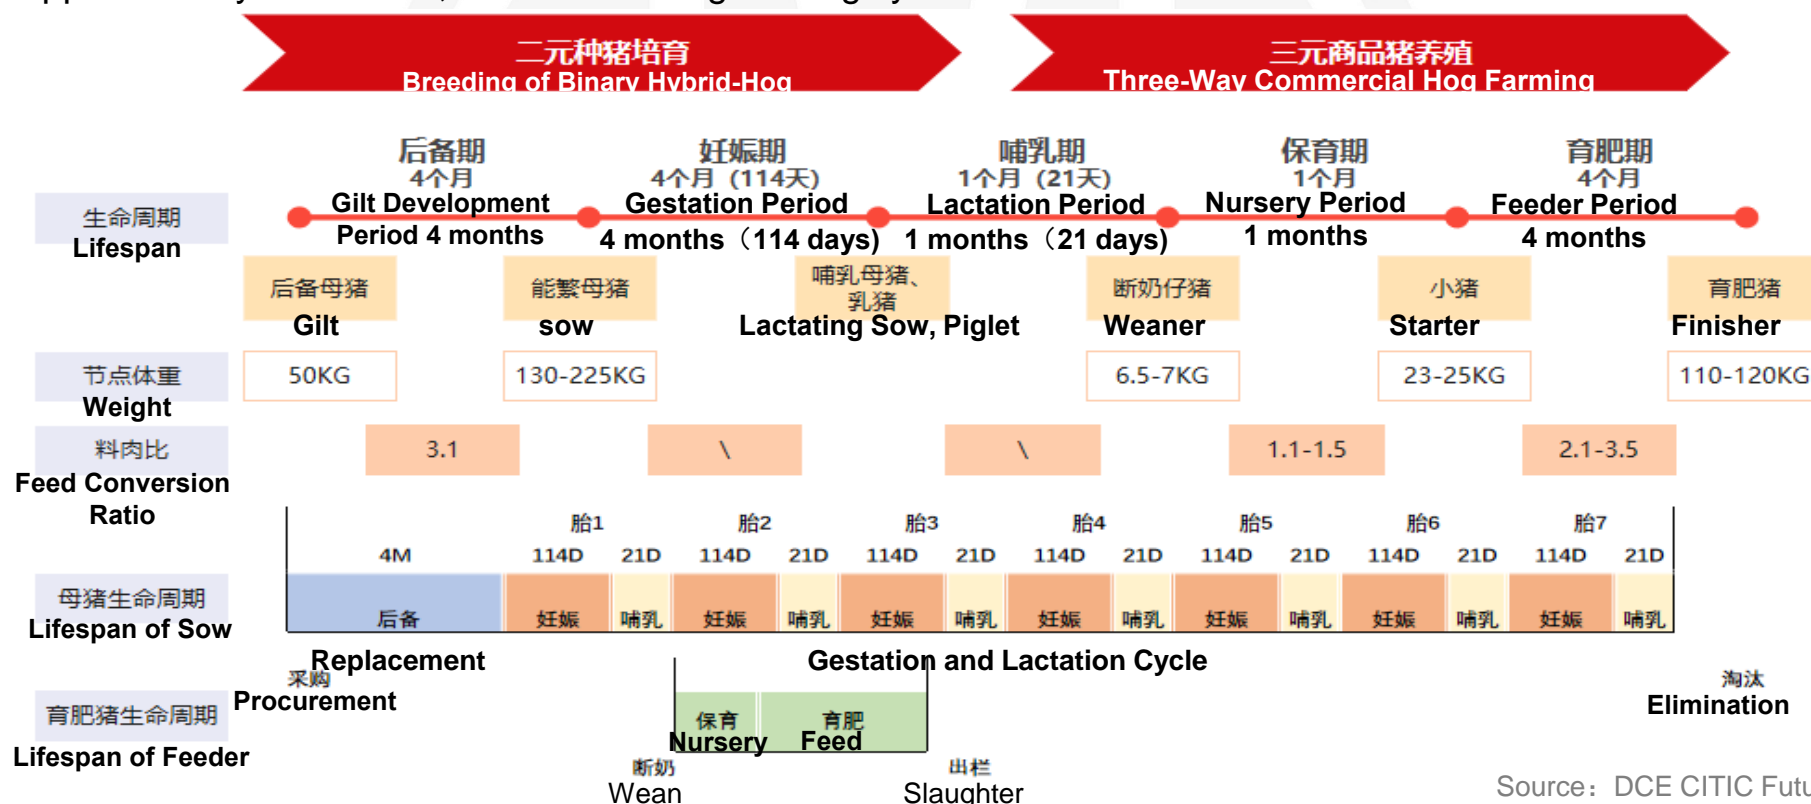 二元种猪培育
Breeding of Binary Hybrid-Hog
三元商品猪养殖
Three-Way Commercial Hog Farming
后备期
4个月
妊娠期
4个月 (114天)
哺乳期
1个月 (21天)
保育期
1个月
育肥期
4个月
生命周期
Lifespan
Gilt Development
Period 4 months
Gestation Period
4 months（114 days)
Lactation Period
1 months（21 days)
Nursery Period
1 months
Feeder Period
4 months
后备母猪
Gilt
能繁母猪
sow
哺乳母猪、
乳猪
Lactating Sow, Piglet
断奶仔猪
Weaner
小猪
Starter
育肥猪
Finisher
节点体重
Weight
50KG
130-225KG
6.5-7KG
23-25KG
110-120KG
料肉比
Feed Conversion
Ratio
3.1
\
\
1.1-1.5
2.1-3.5
胎1 胎2 胎3 胎4 胎5 胎6 胎7
4M 114D 21D 114D 21D 114D 21D 114D 21D 114D 21D 114D 21D 114D 21D
母猪生命周期
Lifespan of Sow
后备 妊娠 哺乳 妊娠 哺乳 妊娠 哺乳 妊娠 哺乳 妊娠 哺乳 妊娠 哺乳 妊娠 哺乳
Replacement
Gestation and Lactation Cycle
采购
Procurement
淘汰
Elimination
育肥猪生命周期
Lifespan of Feeder
保育
Nursery
育肥
Feed
断奶
Wean
出栏
Slaughter
Source：DCE CITIC Futu